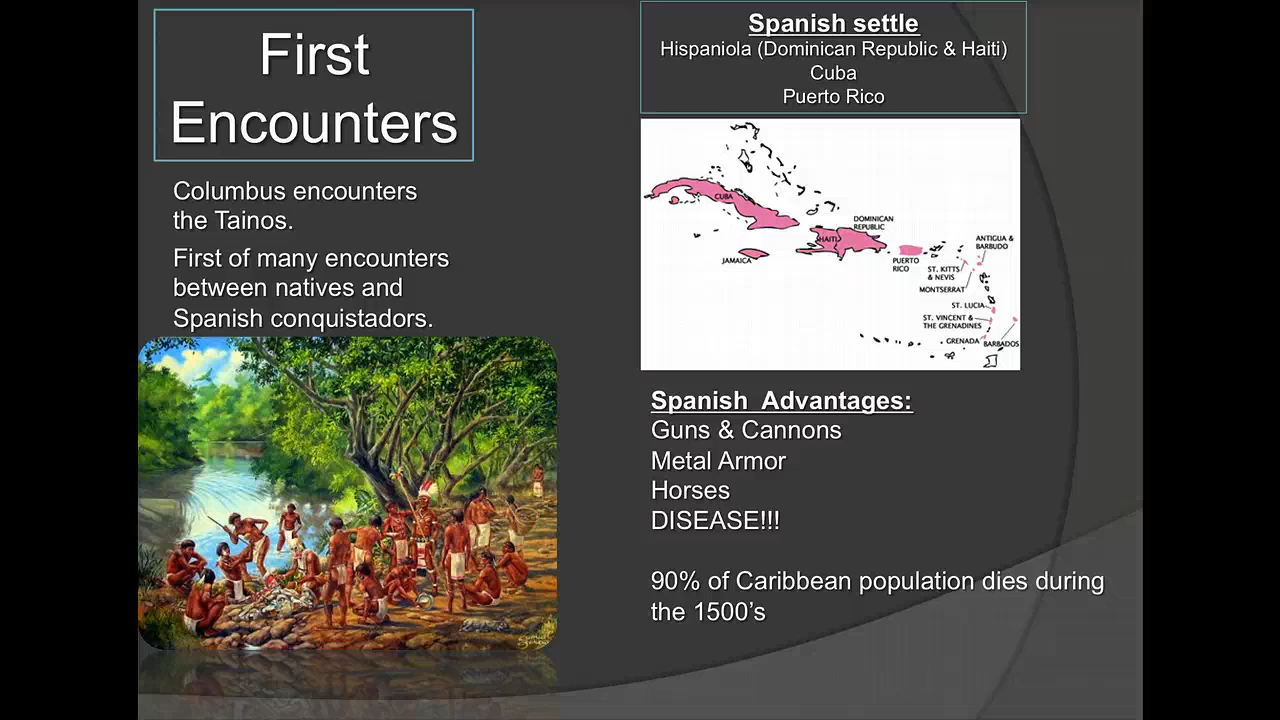 First
Encounters
Columbus encounters
the Tainos.
First of many encounters
between natives and
Spanish conquistadors.
Spanish settle
Hispaniola (Dominican Republic & Haiti)
Cuba
Puerto Rico
CUBA
DOMINICAN
REPUBLIC
HAITI
JAMAICA
PUERTO
RICO
ANTIGUA &
BARBUDO
ST. KITTS
& NEVIS
MONTSERRAT
ST. LUCIA
ST. VINCENT &
THE GRENADINES
GRENADA
BARBADOS
Spanish Advantages:
Guns & Cannons
Metal Armor
Horses
DISEASE!!!
90% of Caribbean population dies during
the 1500’s